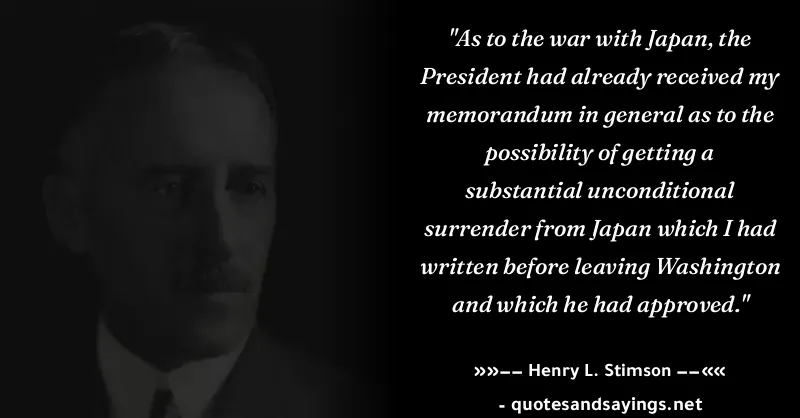 "As to the war with Japan, the
President had already received my
memorandum in general as to the
possibility of getting a
substantial unconditional
surrender from Japan which I had
written before leaving Washington
and which he had approved."
»»–– Henry L. Stimson ––««
- quotesandsayings.net